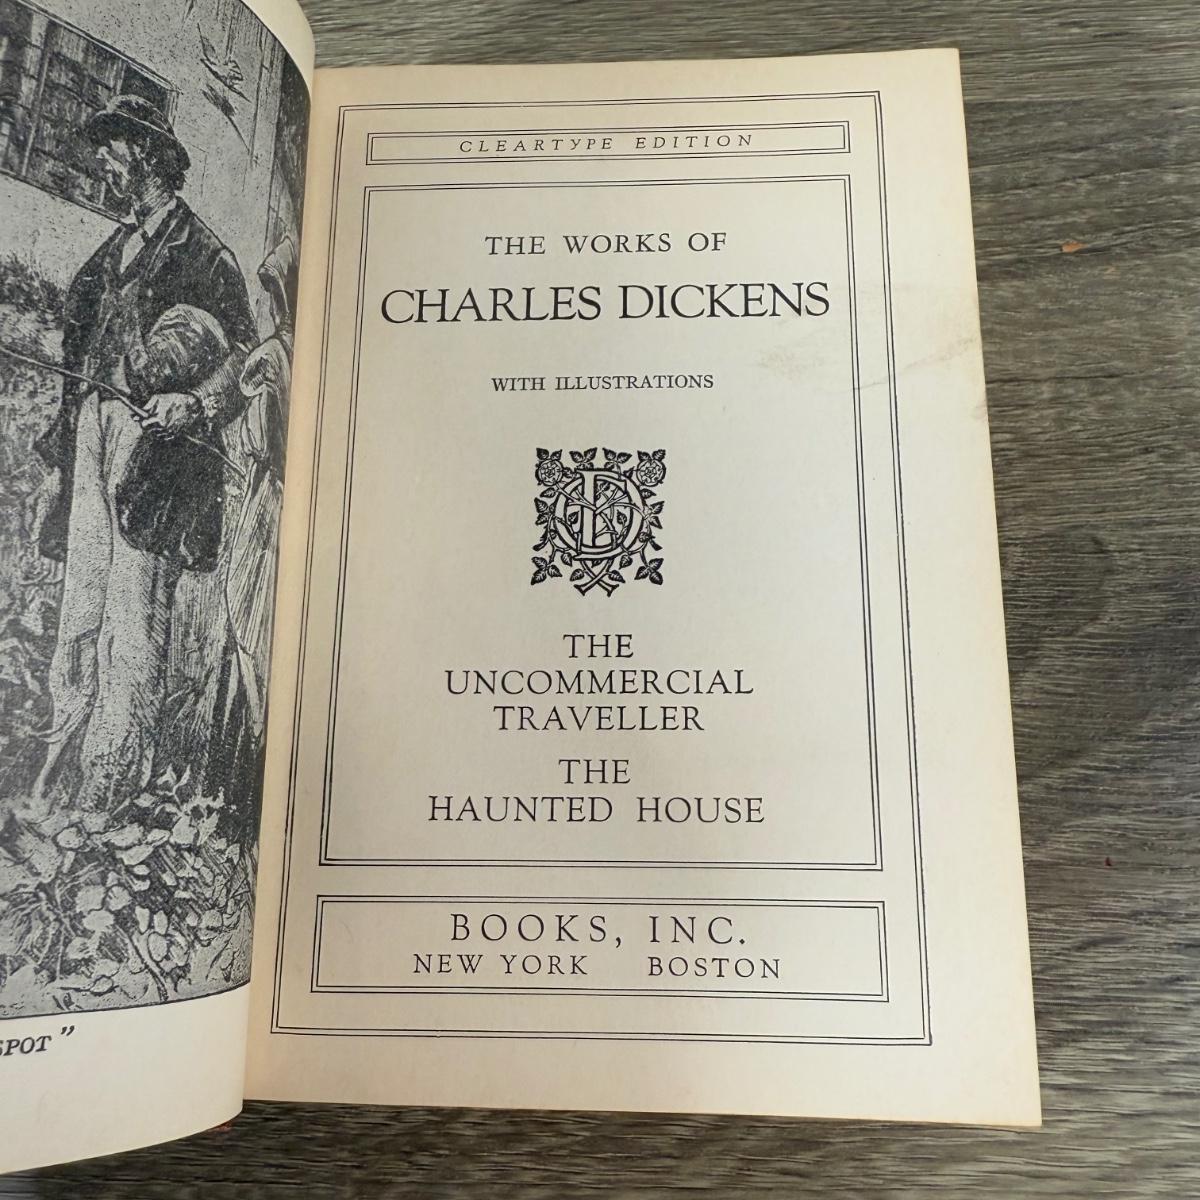 SPOT"
CLEARTYPE EDITION
THE WORKS OF
CHARLES DICKENS
WITH ILLUSTRATIONS
THE
UNCOMMERCIAL
TRAVELLER
THE
HAUNTED HOUSE
BOOKS, INC.
NEW YORK BOSTON